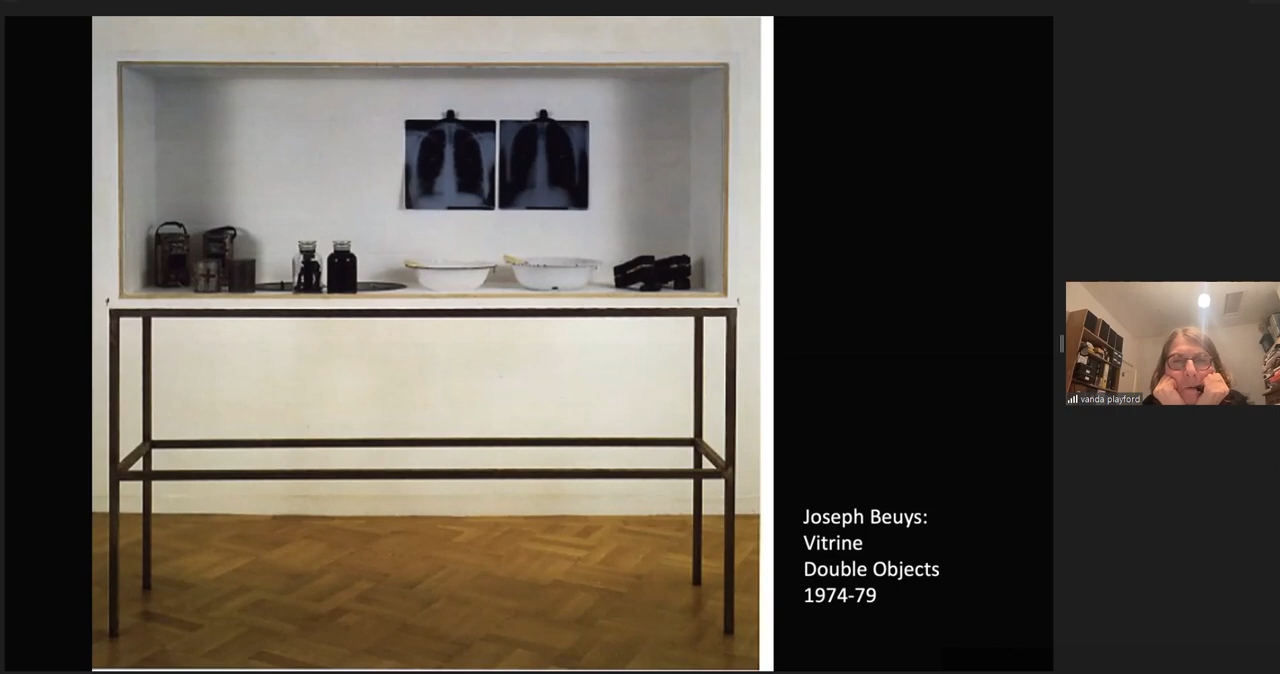 Joseph Beuys:
Vitrine
Double Objects
1974-79
vanda playford